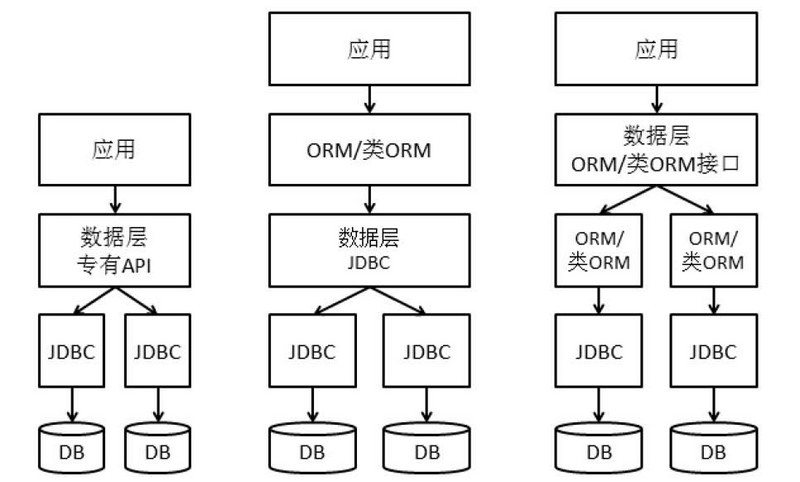 应用
数据层
专有API
JDBC
JDBC
DB
DB
应用
ORM/类ORM
数据层
JDBC
JDBC
JDBC
DB
DB
应用
数据层
ORM/类ORM接口
ORM/
类ORM
ORM/
类ORM
JDBC
JDBC
DB
DB